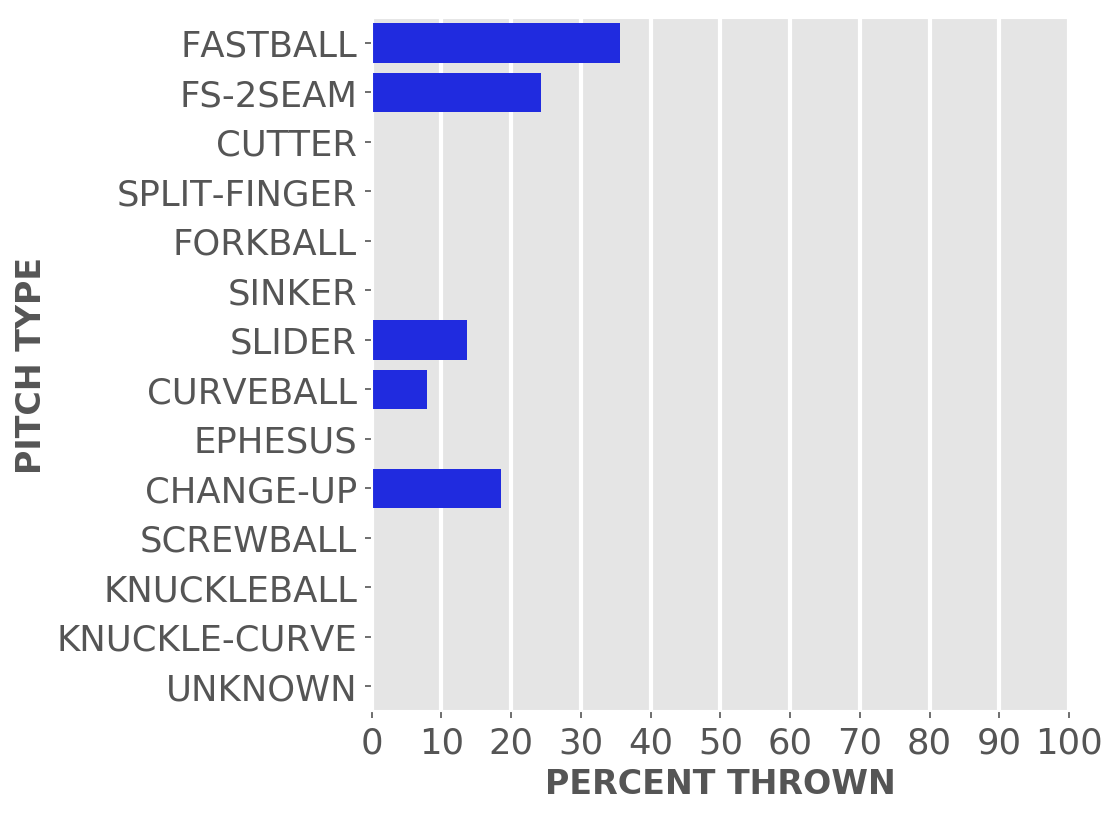 FASTBALL
FS-2SEAM
CUTTER
SPLIT-FINGER
FORKBALL
SINKER
SLIDER
CURVEBALL
EPHESUS
CHANGE-UP
SCREWBALL
KNUCKLEBALL
KNUCKLE-CURVE
UNKNOWN
PITCH TYPE
0 10 20 30 40 50 60 70 80 90 100
PERCENT THROWN